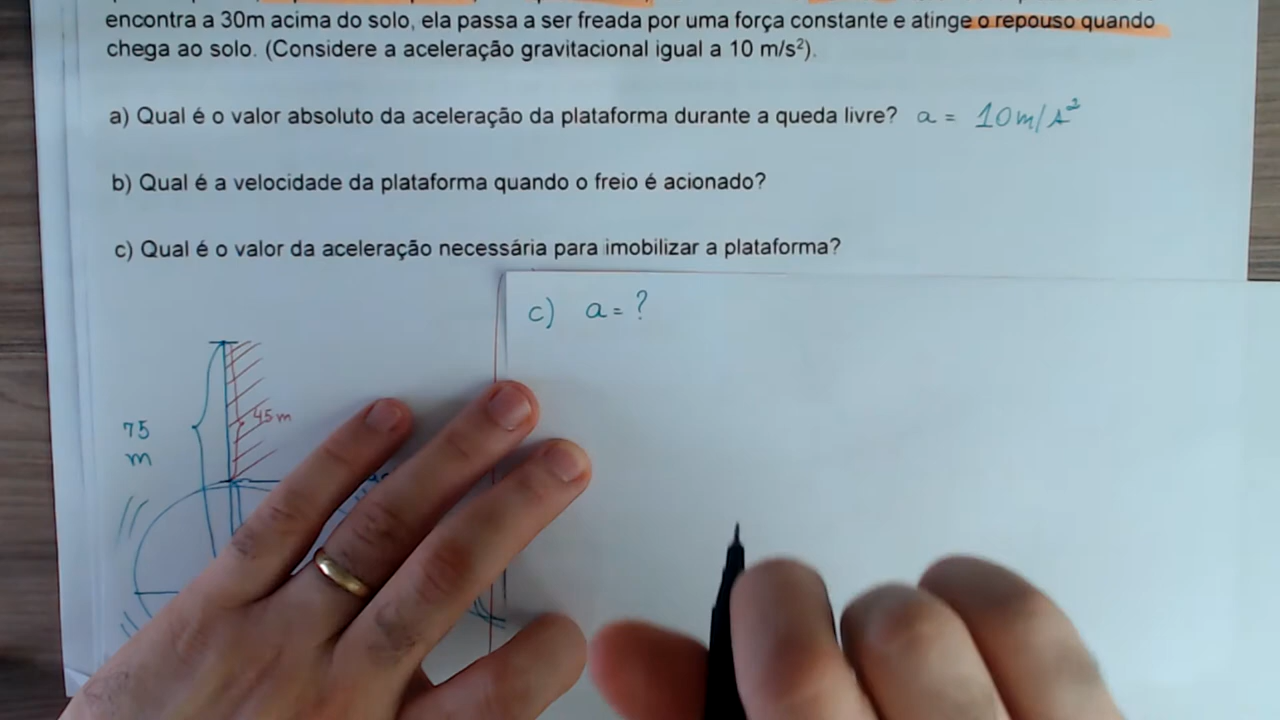 encontra a 30m acima do solo, ela passa a ser freada por uma força constante e atinge o repouso quando
chega ao solo. (Considere a aceleração gravitacional igual a 10 m/s²).
a) Qual é o valor absoluto da aceleração da plataforma durante a queda livre? a = 10m/s²
b) Qual é a velocidade da plataforma quando o freio é acionado?
c) Qual é o valor da aceleração necessária para imobilizar a plataforma?
c) a = ?
45m
75
m